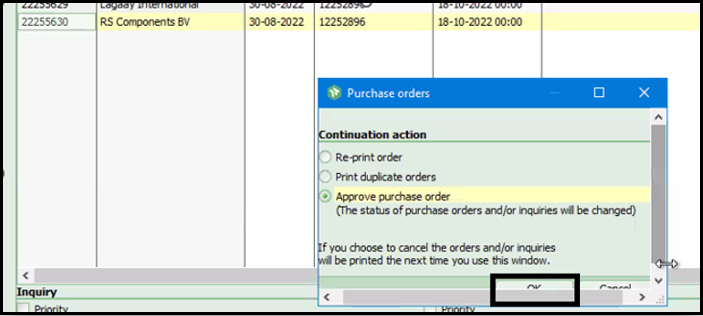 22255629 Lagaay International 30-08-2022 12252896 18-10-2022 00:00
22255630 RS Components BV 30-08-2022 12252896 18-10-2022 00:00
Purchase orders
Continuation action
Re-print order
Print duplicate orders
Approve purchase order
(The status of purchase orders and/or inquiries will be changed)
If you choose to cancel the orders and/or inquiries
will be printed the next time you use this window.
OK Cancel
Inquiry
Priority Priority